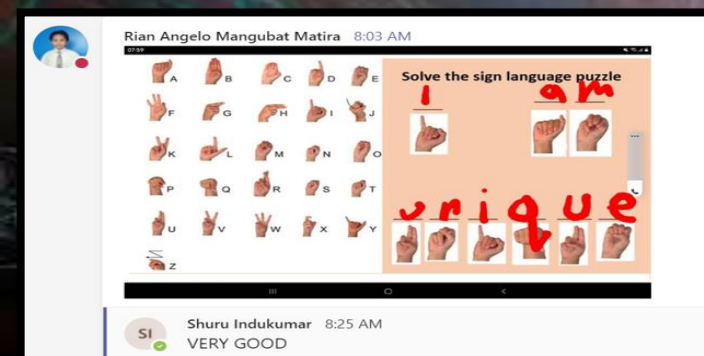 Rian Angelo Mangubat Matira 8:03 AM
07:59
A B C D E
Solve the sign language puzzle
I am
F G H I J
K L M N O
P Q R S T
unique
U V W X Y
Z
SI
Shuru Indukumar 8:25 AM
VERY GOOD